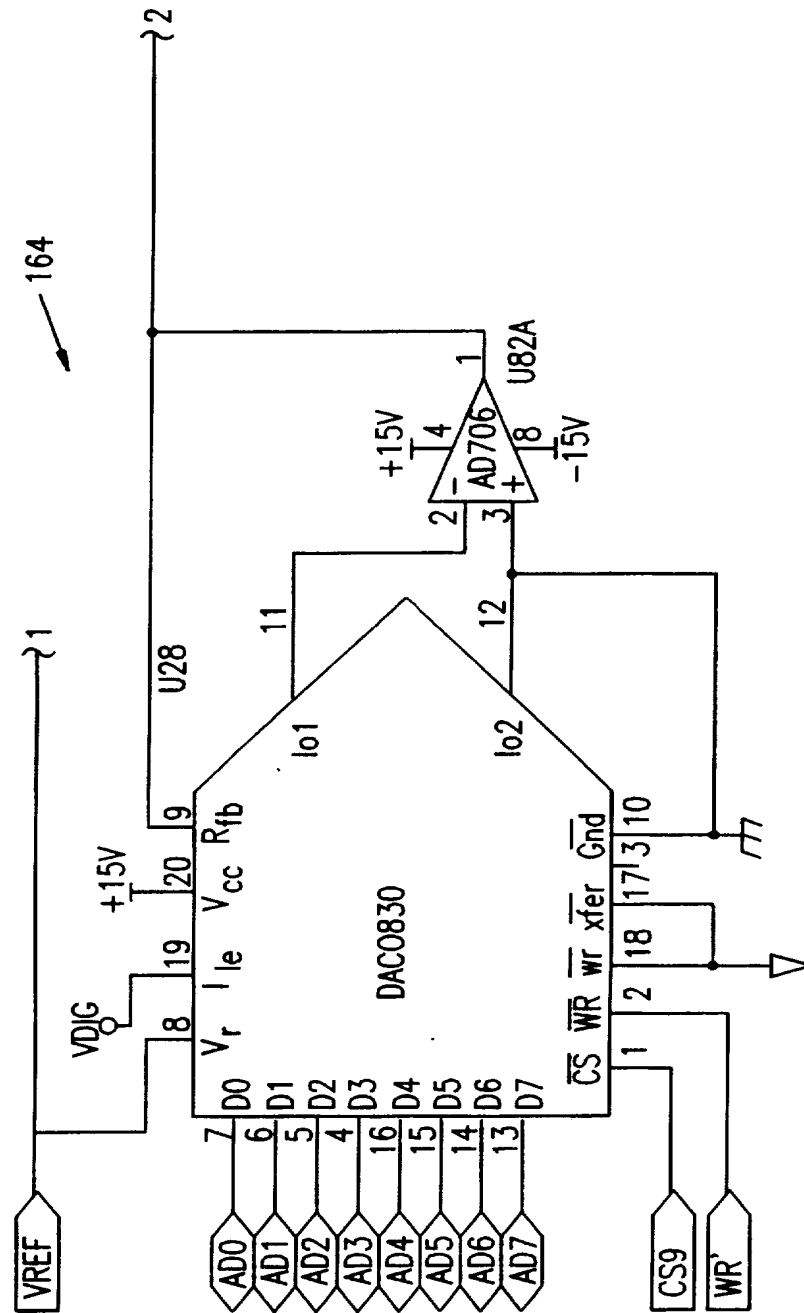 VREF
1
2
164
U28
VDIG
+15V
8
19
20
9
Vr
Ile
Vcc
Rfb
AD0
7
D0
AD1
6
D1
AD2
5
D2
AD3
4
D3
AD4
16
D4
AD5
15
D5
AD6
14
D6
AD7
13
D7
DAC0830
Io1
11
Io2
12
+15V
4
2
-
AD706
1
3
+
8
-15V
U82A
CS
WR
wr
xfer
Gnd
1
2
18
17
3
10
CS9
WR'